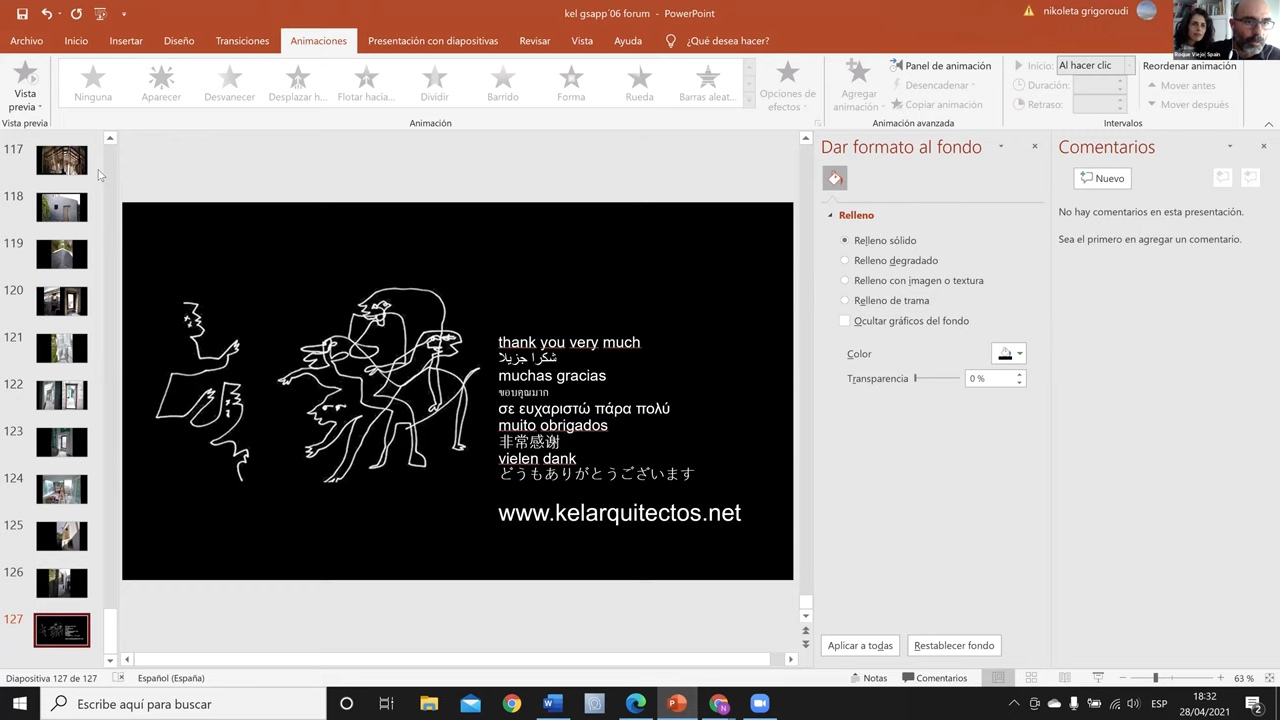 kel gsapp´06 forum - PowerPoint
nikoleta grigoroudi
Roque Viejo| Spain
Archivo Inicio Insertar Diseño Transiciones Animaciones Presentación con diapositivas Revisar Vista Ayuda ¿Qué desea hacer?
Vista previa
Ninguna Aparecer Desvanecer Desplazar h... Flotar hacia... Dividir Barrido Forma Rueda Barras aleat...
Opciones de efectos
Agregar animación
Panel de animación
Desencadenar
Copiar animación
Inicio: Al hacer clic
Duración:
Retraso:
Reordenar animación
Mover antes
Mover después
Vista previa Animación Animación avanzada Intervalos
117
118
119
120
121
122
123
124
125
126
127
thank you very much
شكرا جزيلا
muchas gracias
ขอบคุณมาก
σε ευχαριστώ πάρα πολύ
muito obrigados
非常感谢
vielen dank
どうもありがとうございます
www.kelarquitectos.net
Dar formato al fondo
Relleno
Relleno sólido
Relleno degradado
Relleno con imagen o textura
Relleno de trama
Ocultar gráficos del fondo
Color
Transparencia 0 %
Aplicar a todas Restablecer fondo
Comentarios
Nuevo
No hay comentarios en esta presentación.
Sea el primero en agregar un comentario.
Diapositiva 127 de 127 Español (España) Notas Comentarios 63 %
Escribe aquí para buscar
ESP
18:32
28/04/2021
2